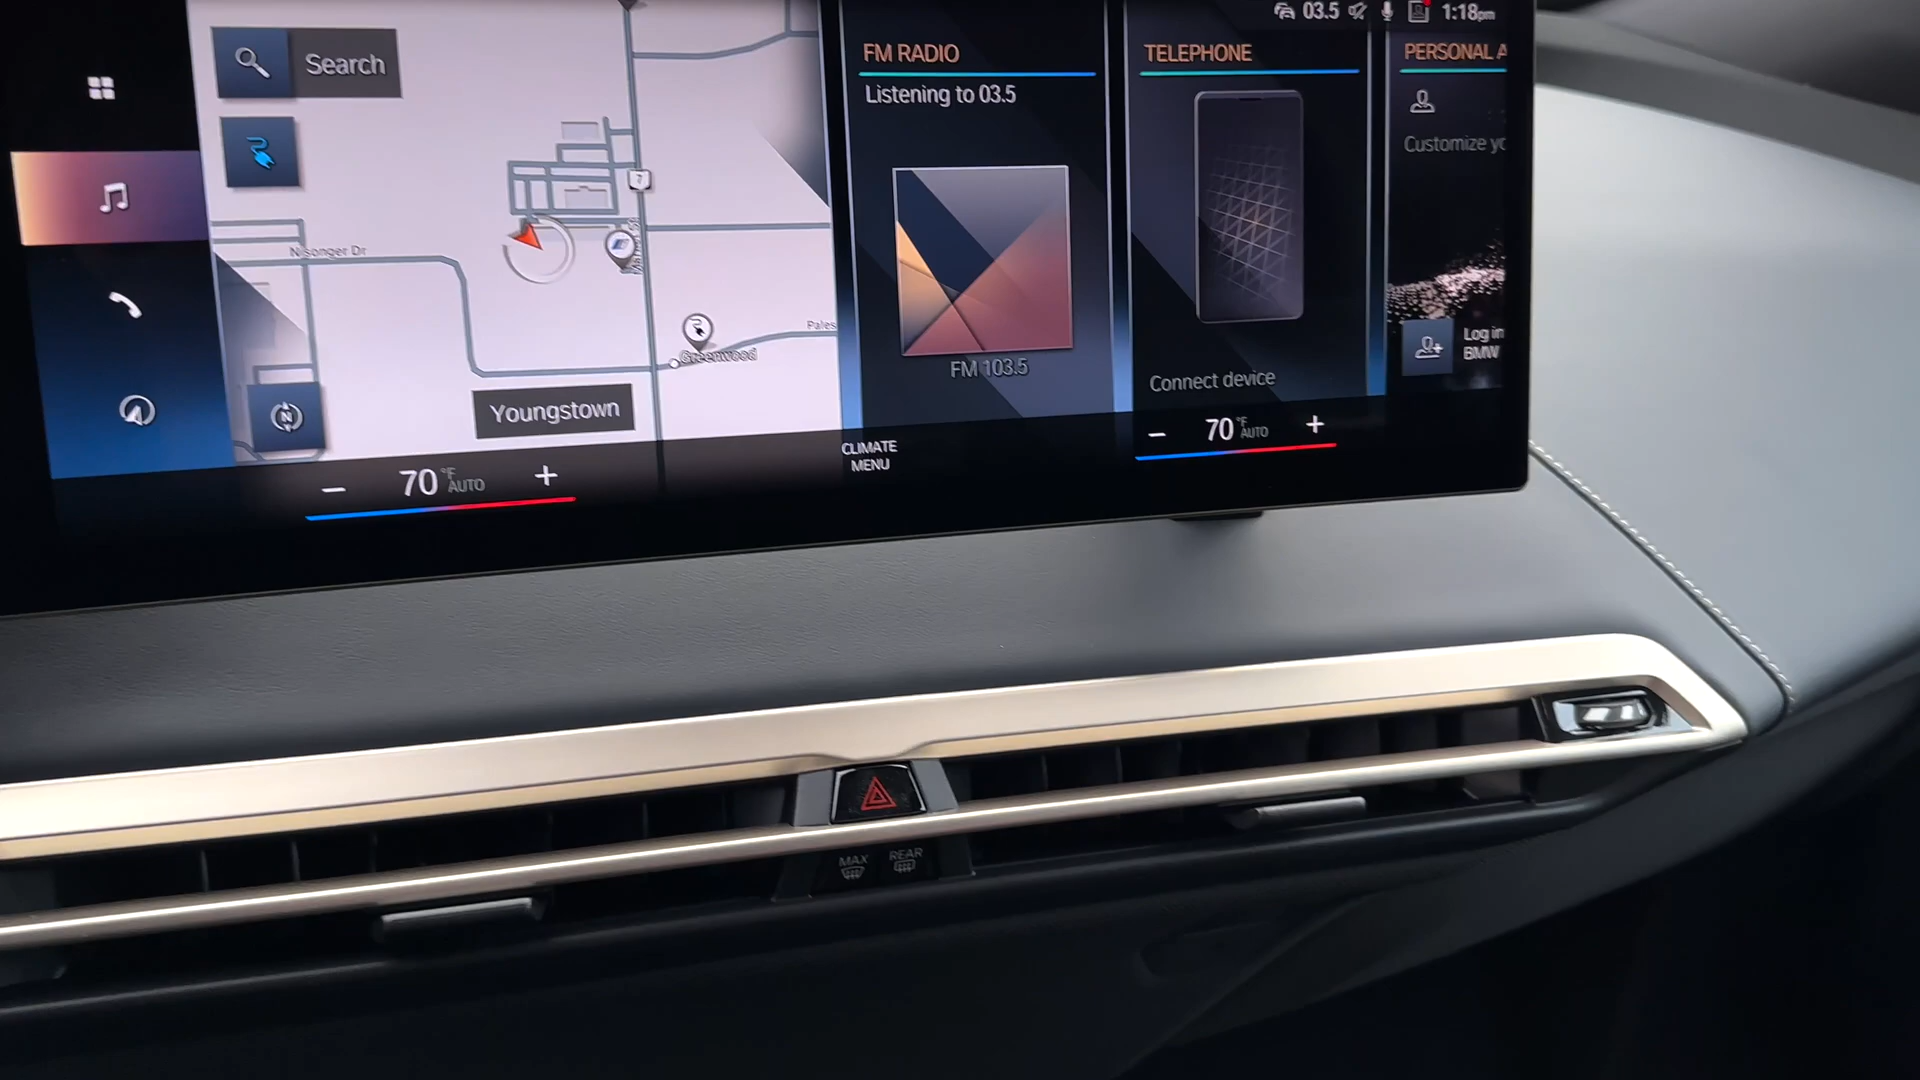 Search
N songer Dr
7
Greenwood
Youngstown
N
70 °F
AUTO
CLIMATE
MENU
FM RADIO
Listening to 03.5
FM 103.5
03.5
1:18pm
TELEPHONE
Connect device
70 °F
AUTO
PERSONAL A
Customize yo
Log in
BMW
MAX
REAR